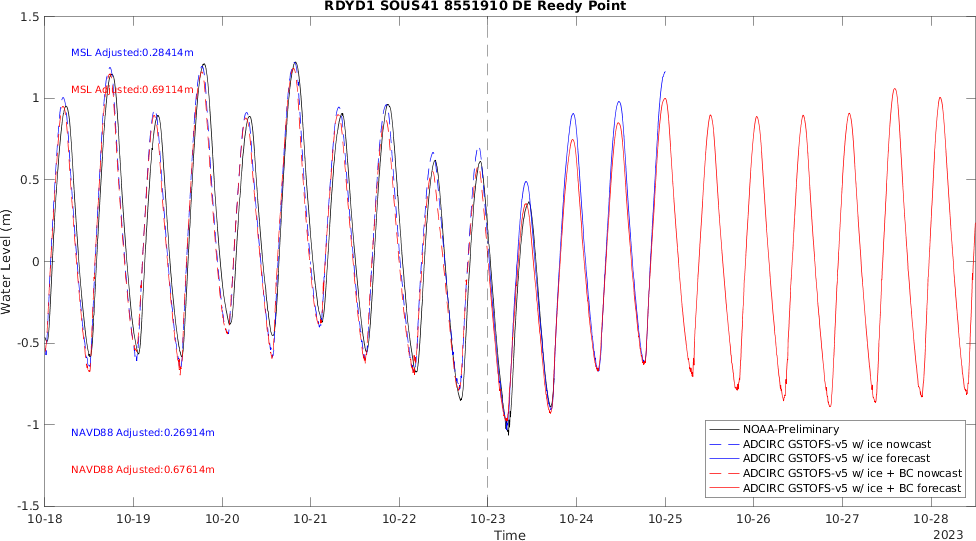 RDYD1 SOUS41 8551910 DE Reedy Point
1.5
1
0.5
0
-0.5
-1
-1.5
Water Level (m)
MSL Adjusted:0.28414m
MSL Adjusted:0.69114m
NAVD88 Adjusted:0.26914m
NAVD88 Adjusted:0.67614m
NOAA-Preliminary
ADCIRC GSTOFS-v5 w/ ice nowcast
ADCIRC GSTOFS-v5 w/ ice forecast
ADCIRC GSTOFS-v5 w/ ice + BC nowcast
ADCIRC GSTOFS-v5 w/ ice + BC forecast
10-18 10-19 10-20 10-21 10-22 10-23 10-24 10-25 10-26 10-27 10-28
Time
2023